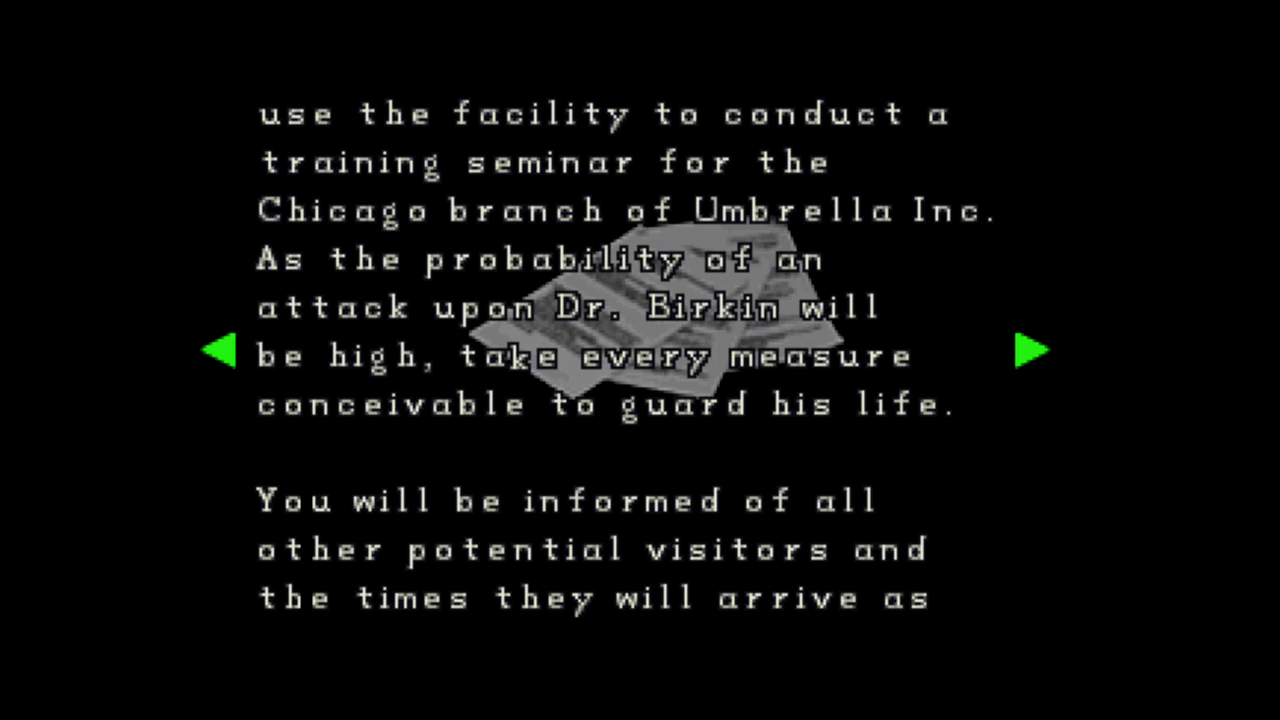 use the facility to conduct a
training seminar for the
Chicago branch of Umbrella Inc.
As the probability of an
attack upon Dr. Birkin will
be high, take every measure
conceivable to guard his life.
You will be informed of all
other potential visitors and
the times they will arrive as